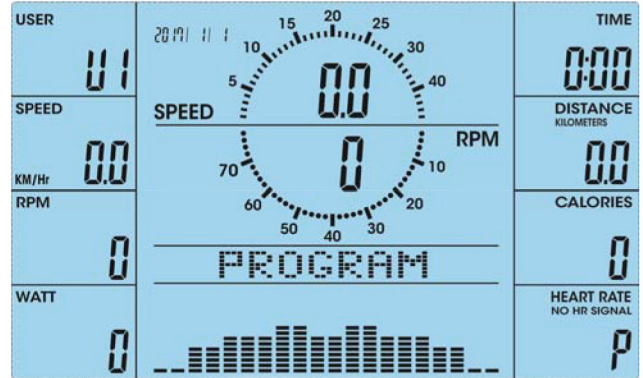 USER
U1
SPEED
KM/Hr 0.0
RPM
0
WATT
0
2017/ 1/ 1
5 10 15 20 25 30 40
SPEED 0.0
RPM
0
70 60 50 40 30 20 10
PROGRAM
TIME
0:00
DISTANCE
KILOMETERS
0.0
CALORIES
0
HEART RATE
NO HR SIGNAL
P